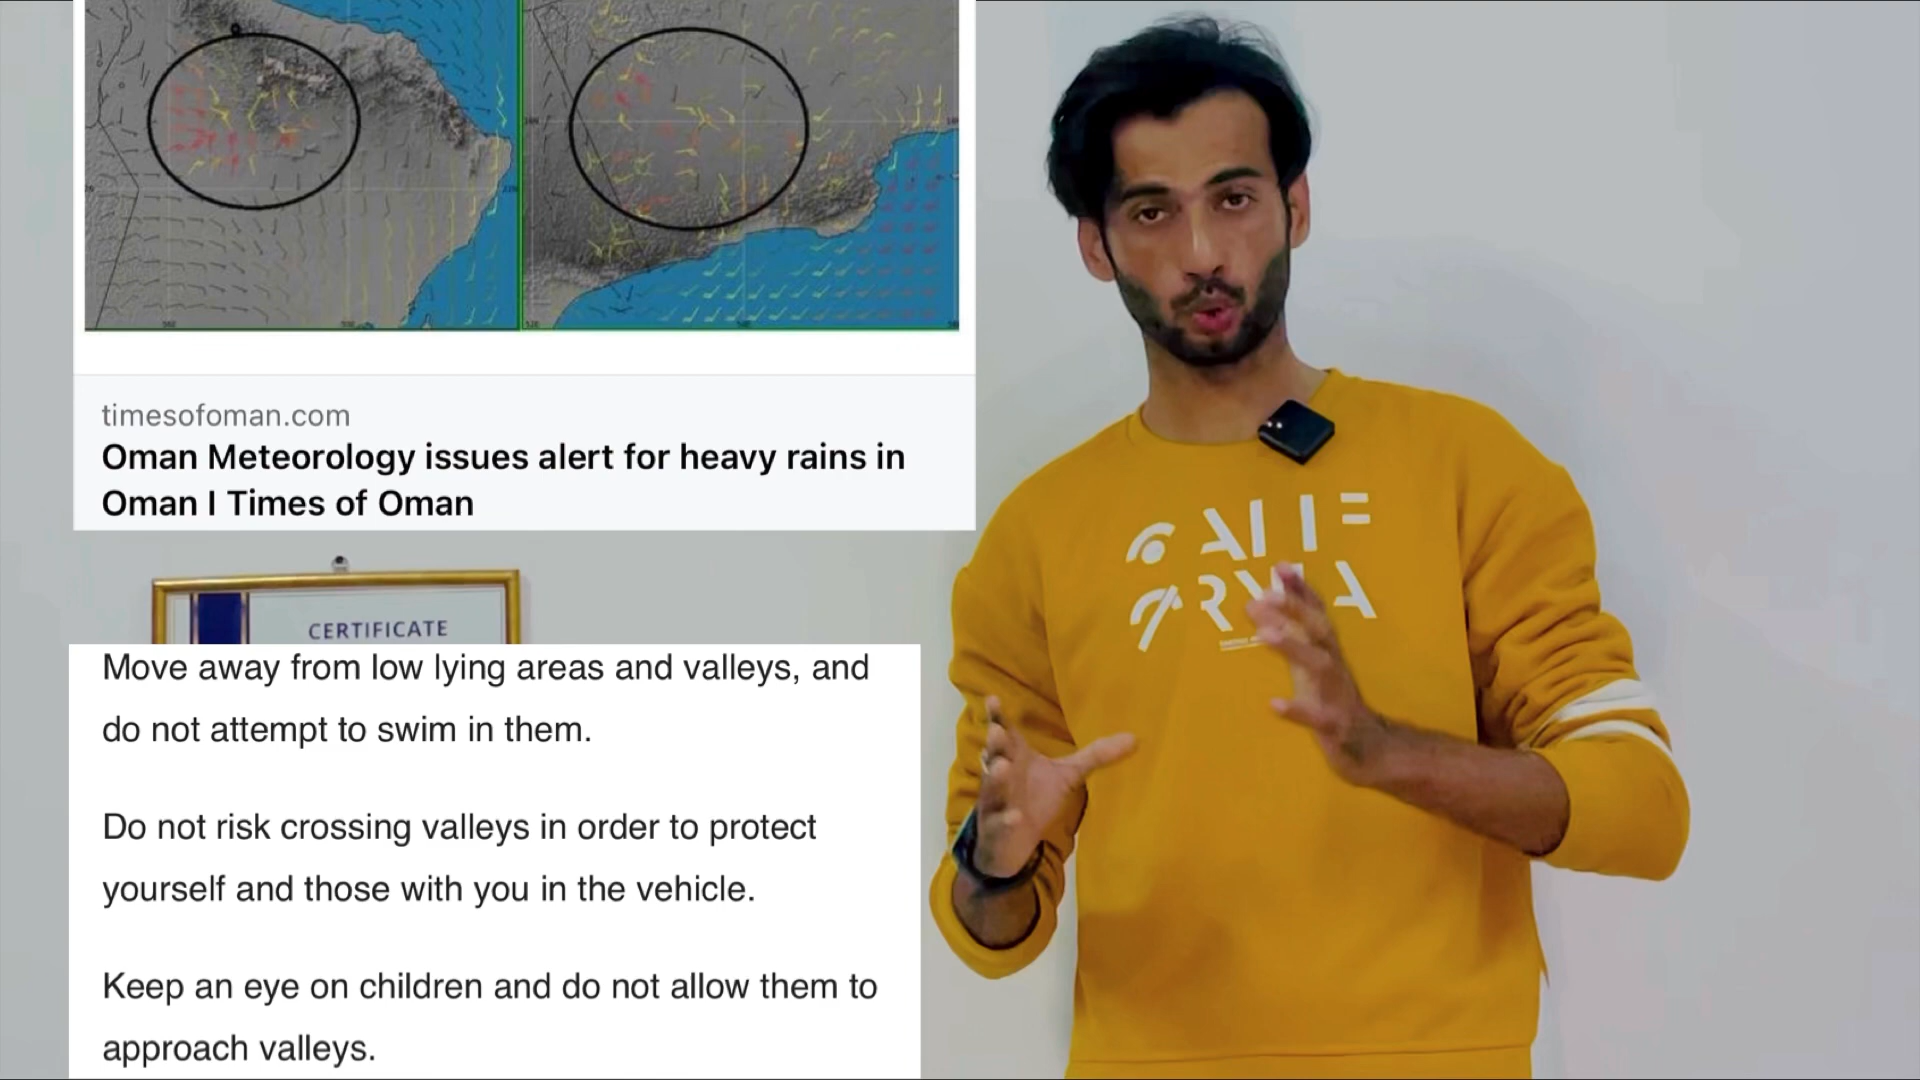 timesofoman.com
Oman Meteorology issues alert for heavy rains in
Oman I Times of Oman
CERTIFICATE
Move away from low lying areas and valleys, and
do not attempt to swim in them.
Do not risk crossing valleys in order to protect
yourself and those with you in the vehicle.
Keep an eye on children and do not allow them to
approach valleys.
CALIF
ORNIA